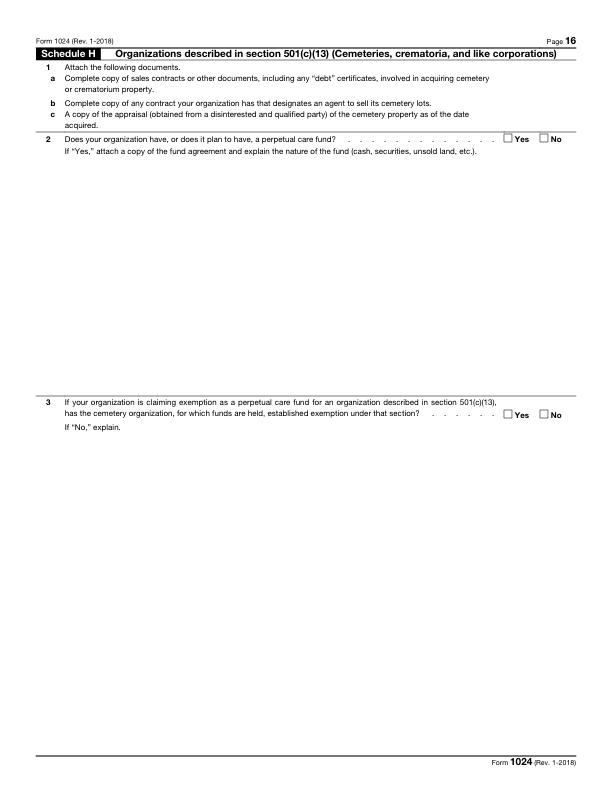 Form 1024 (Rev. 1-2018) Page 16
Schedule H Organizations described in section 501(c)(13) (Cemeteries, crematoria, and like corporations)
1 Attach the following documents.
a Complete copy of sales contracts or other documents, including any “debt” certificates, involved in acquiring cemetery
or crematorium property.
b Complete copy of any contract your organization has that designates an agent to sell its cemetery lots.
c A copy of the appraisal (obtained from a disinterested and qualified party) of the cemetery property as of the date
acquired.
2 Does your organization have, or does it plan to have, a perpetual care fund? . . . . . . . . . . . . . Yes No
If “Yes,” attach a copy of the fund agreement and explain the nature of the fund (cash, securities, unsold land, etc.).
3 If your organization is claiming exemption as a perpetual care fund for an organization described in section 501(c)(13),
has the cemetery organization, for which funds are held, established exemption under that section? . . . . . . Yes No
If “No,” explain.
Form 1024 (Rev. 1-2018)